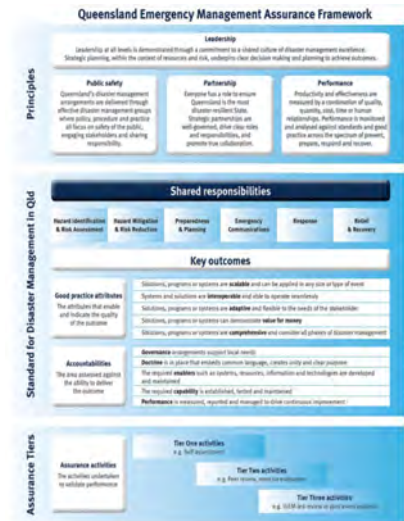 Queensland Emergency Management Assurance Framework
Principles
Leadership
Leadership at all levels is demonstrated through a commitment to a shared culture of disaster management excellence.
Strategic planning, within the context of resources and risk, underpins clear decision making and planning to achieve outcomes.
Public safety
Queensland's disaster management
arrangements are delivered through
effective disaster management groups
where policy, procedure and practice
all focus on safety of the public,
engaging stakeholders and sharing
responsibility.
Partnership
Everyone has a role to ensure
Queensland is the most
disaster resilient State.
Strategic partnerships are
well-governed, drive clear roles
and responsibilities, and
promote true collaboration.
Performance
Productivity and effectiveness are
measured by a combination of quality,
quantity, cost, time or human
relationships. Performance is monitored
and analysed against standards and good
practice across the spectrum of prevent,
prepare, respond and recover.
Standard for Disaster Management in Qld
Shared responsibilities
Hazard Identification
& Risk Assessment
Hazard Mitigation
& Risk Reduction
Preparedness
& Planning
Emergency
Communications
Response
Relief
& Recovery
Key outcomes
Good practice attributes
The attributes that enable
and indicate the quality
of the outcome
Solutions, programs or systems are scalable and can be applied to any size or type of event
Systems and solutions are interoperable and able to operate seamlessly
Solutions, programs or systems are adaptive and flexible to the needs of the stakeholder
Solutions, programs or systems can demonstrate value for money
Solutions, programs or systems are comprehensive and consider all phases of disaster management
Accountabilities
The area assessed against
the ability to deliver
the outcome
Governance arrangements support local needs
Doctrine is in place that embeds common language, creates unity and clear purpose
The required enablers such as systems, resources, information and technologies are developed
and maintained
The required capability is established, tested and maintained
Performance is measured, reported and managed to drive continuous improvement
Assurance Tiers
Assurance activities
The activities undertaken
to validate performance
Tier One activities
e.g. Self assessment
Tier Two activities
e.g. Peer review,
Tier Three activities
e.g. IGEM led review or